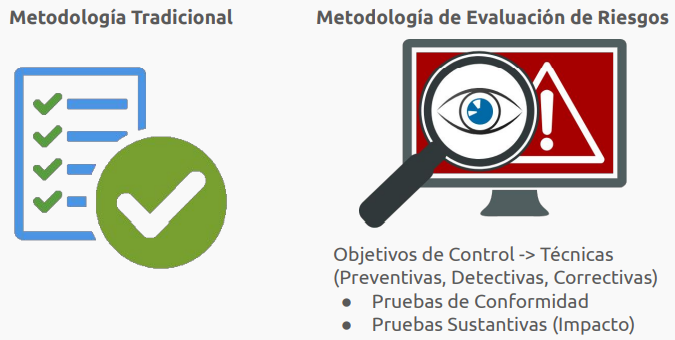 Metodología Tradicional
Metodología de Evaluación de Riesgos
Objetivos de Control -> Técnicas
(Preventivas, Detectivas, Correctivas)
● Pruebas de Conformidad
● Pruebas Sustantivas (Impacto)